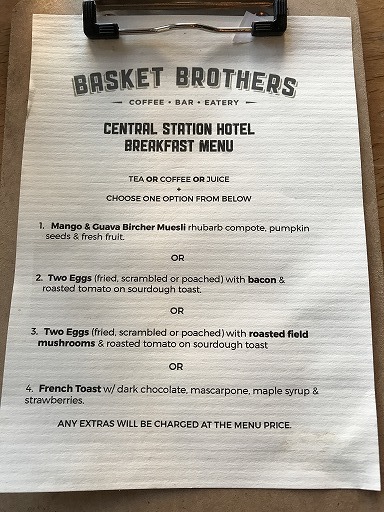 BASKET BROTHERS
COFFEE • BAR • EATERY
CENTRAL STATION HOTEL
BREAKFAST MENU
TEA OR COFFEE OR JUICE
+
CHOOSE ONE OPTION FROM BELOW
1. Mango & Guava Bircher Muesli rhubarb compote, pumpkin
seeds & fresh fruit.
OR
2. Two Eggs (fried, scrambled or poached) with bacon &
roasted tomato on sourdough toast.
OR
3. Two Eggs (fried, scrambled or poached) with roasted field
mushrooms & roasted tomato on sourdough toast
OR
4. French Toast w/ dark chocolate, mascarpone, maple syrup &
strawberries.
ANY EXTRAS WILL BE CHARGED AT THE MENU PRICE.